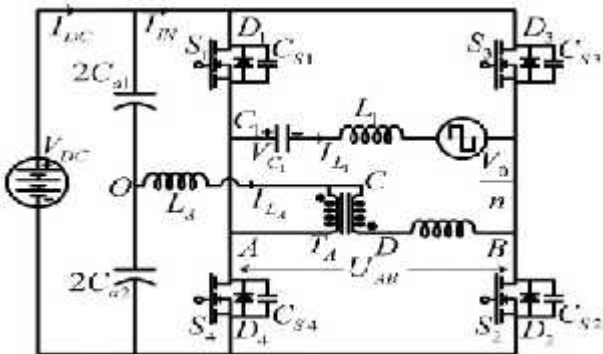 I_DC I_IN S_1 D_1 C_S1 S_3 D_3 C_S3
2C_a1
C_1 L_1
V_DC V_C1 I_L1 V_o
O C n
L_A I_LA
T_A D
A B
U_AB
2C_a2
S_4 D_4 C_S4 S_2 D_2 C_S2